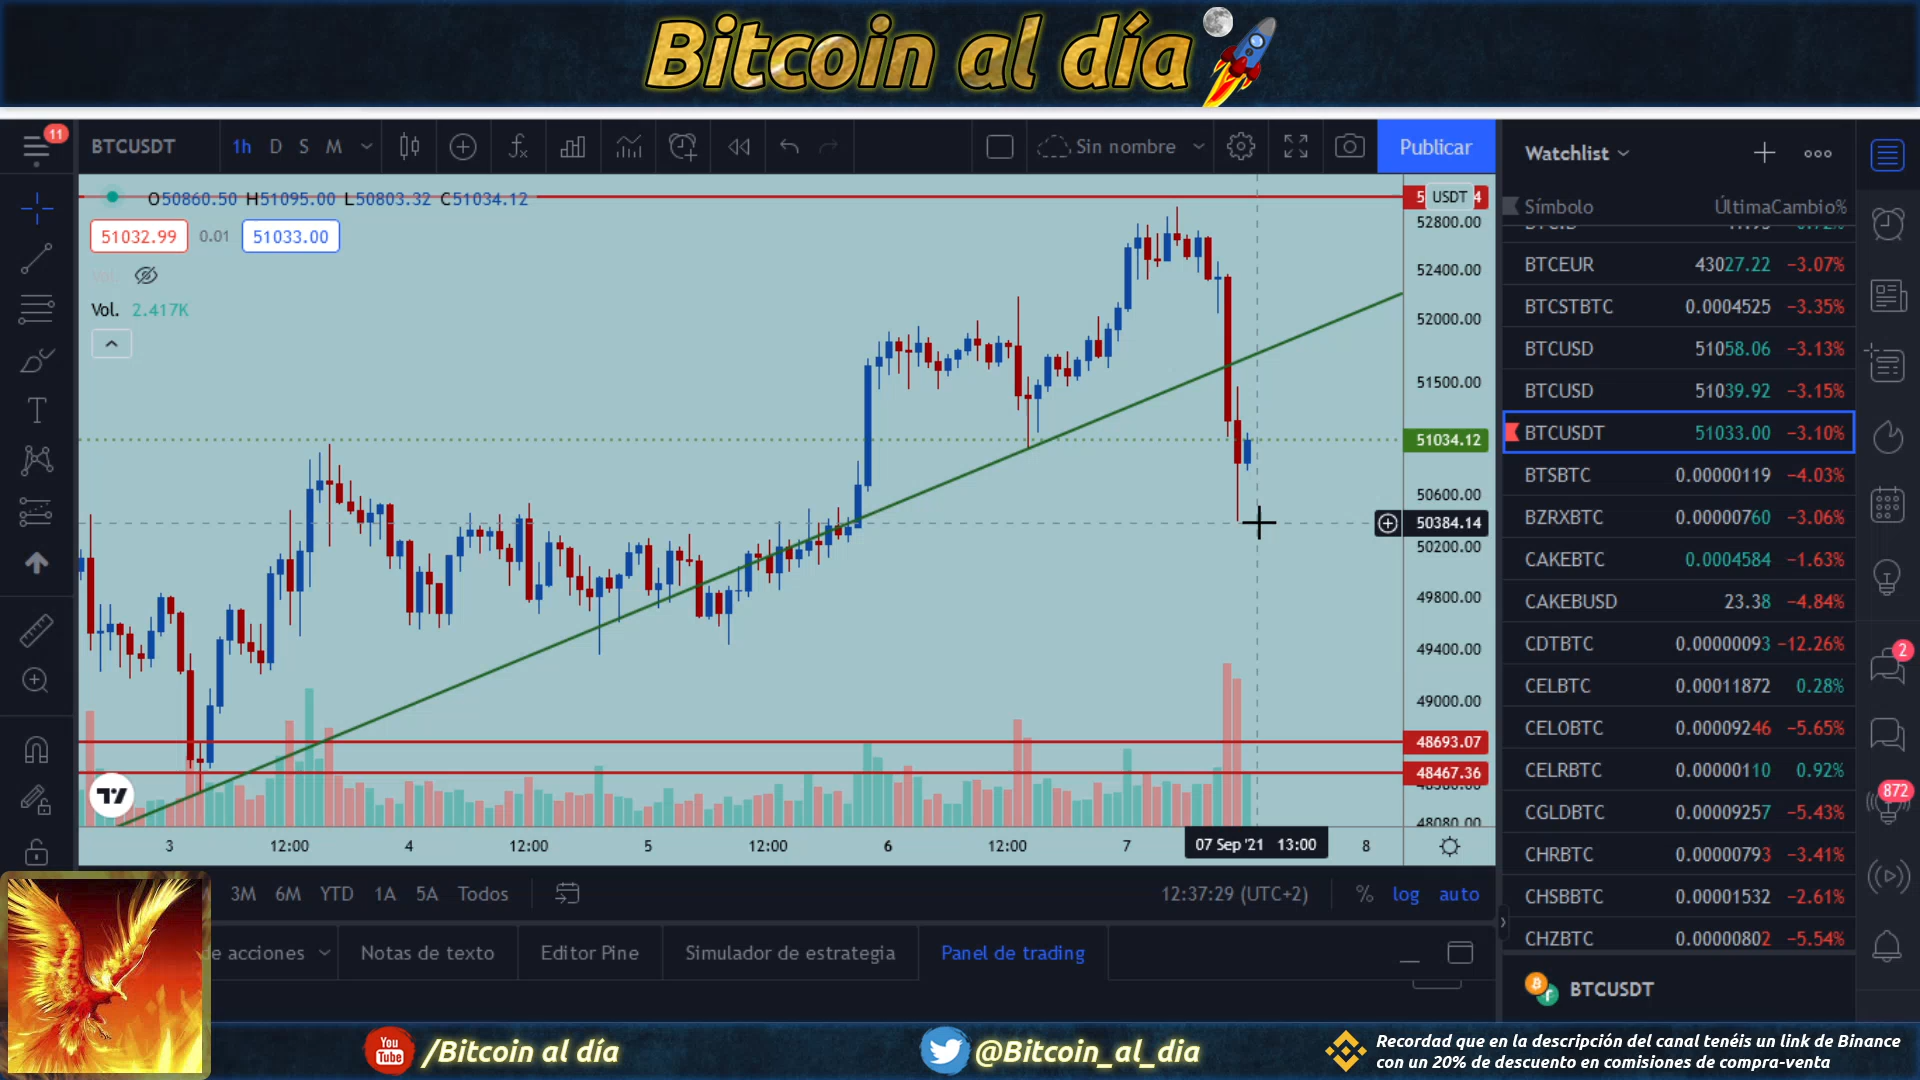 Bitcoin al día
11
BTCUSDT
1h D S M
Sin nombre
Publicar
Watchlist
O50860.50 H51095.00 L50803.32 C51034.12
51032.99 0.01 51033.00
Vol.
Vol. 2.417K
USDT
52800.00
52400.00
52000.00
51500.00
51034.12
50600.00
50384.14
50200.00
49800.00
49400.00
49000.00
48693.07
48467.36
48080.00
3 12:00 4 12:00 5 12:00 6 12:00 7 07 Sep '21 13:00 8
Símbolo Última Cambio%
BTCEUR 43027.22 −3.07%
BTCSTBTC 0.0004525 −3.35%
BTCUSD 51058.06 −3.13%
BTCUSD 51039.92 −3.15%
BTCUSDT 51033.00 −3.10%
BTSBTC 0.00000119 −4.03%
BZRXBTC 0.00000760 −3.06%
CAKEBTC 0.0004584 −1.63%
CAKEBUSD 23.38 −4.84%
CDTBTC 0.00000093 −12.26%
CELBTC 0.00011872 0.28%
CELOBTC 0.00009246 −5.65%
CELRBTC 0.00000110 0.92%
CGLDBTC 0.00009257 −5.43%
CHRBTC 0.00000793 −3.41%
CHSBBTC 0.00001532 −2.61%
CHZBTC 0.00000802 −5.54%
BTCUSDT
2
872
3M 6M YTD 1A 5A Todos
12:37:29 (UTC+2) % log auto
de acciones Notas de texto Editor Pine Simulador de estrategia Panel de trading
You
Tube
/Bitcoin al día
@Bitcoin_al_dia
Recordad que en la descripción del canal tenéis un link de Binance
con un 20% de descuento en comisiones de compra-venta